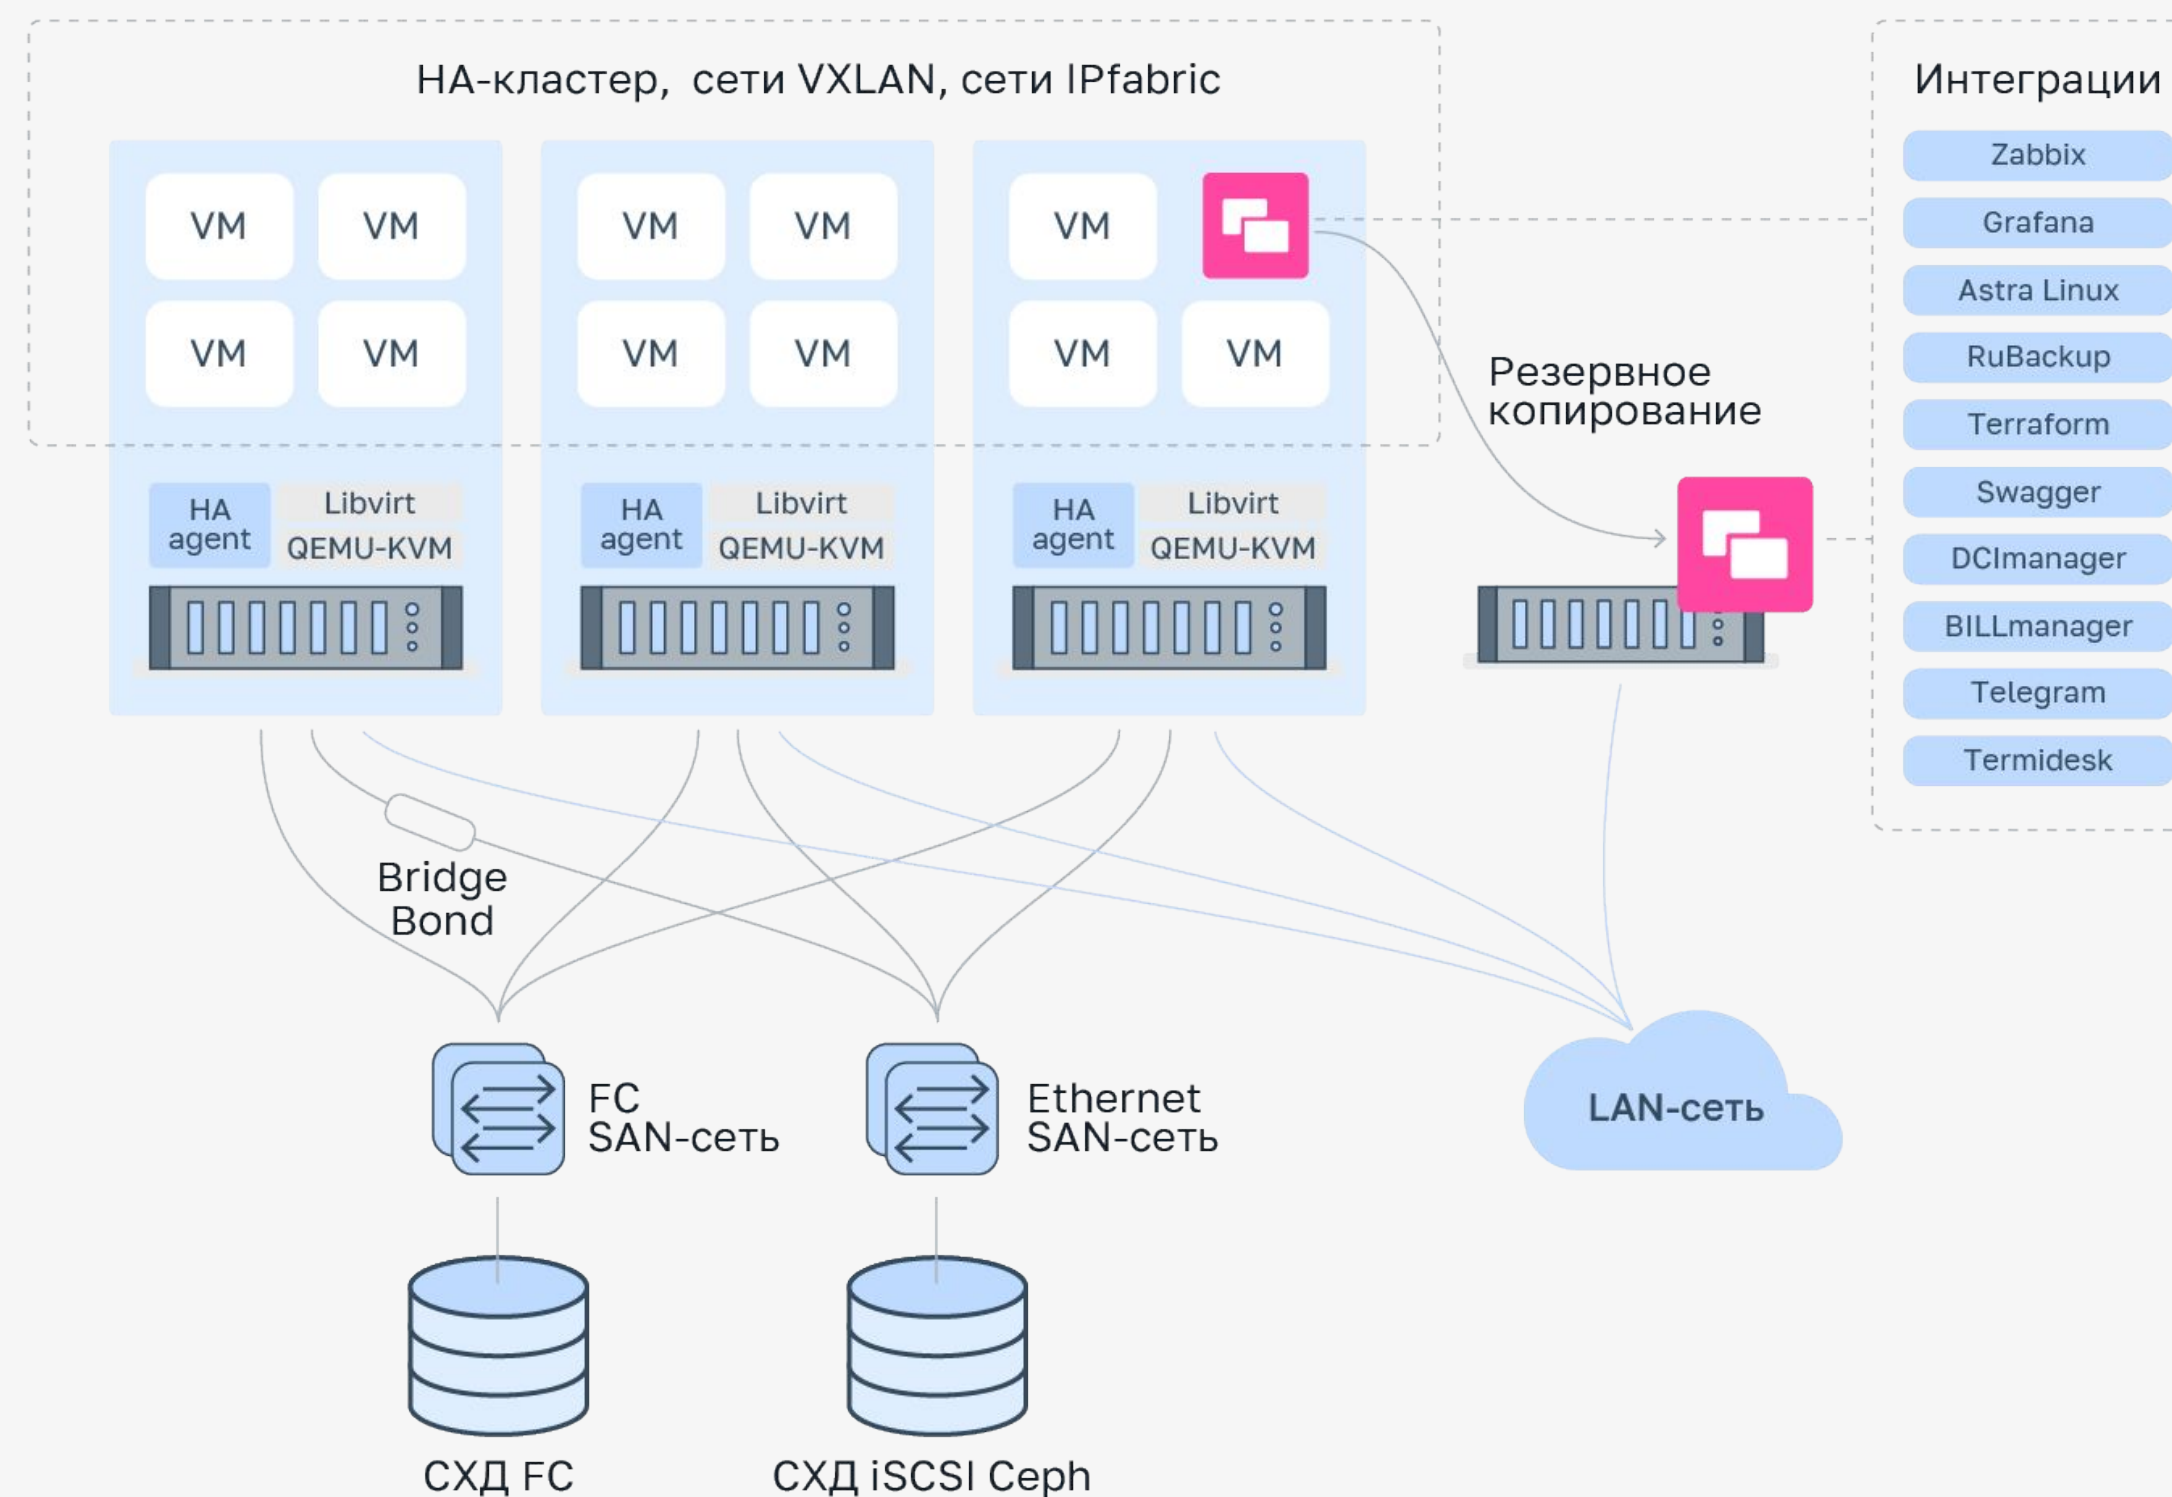 НА-кластер, сети VXLAN, сети IPfabric
VM VM
VM VM
HA
agent
Libvirt
QEMU-KVM
VM VM
VM VM
HA
agent
Libvirt
QEMU-KVM
VM
VM VM
HA
agent
Libvirt
QEMU-KVM
Резервное
копирование
Интеграции
Zabbix
Grafana
Astra Linux
RuBackup
Terraform
Swagger
DCImanager
BILLmanager
Telegram
Termidesk
Bridge
Bond
FC
SAN-сеть
Ethernet
SAN-сеть
LAN-сеть
СХД FC
СХД iSCSI Ceph